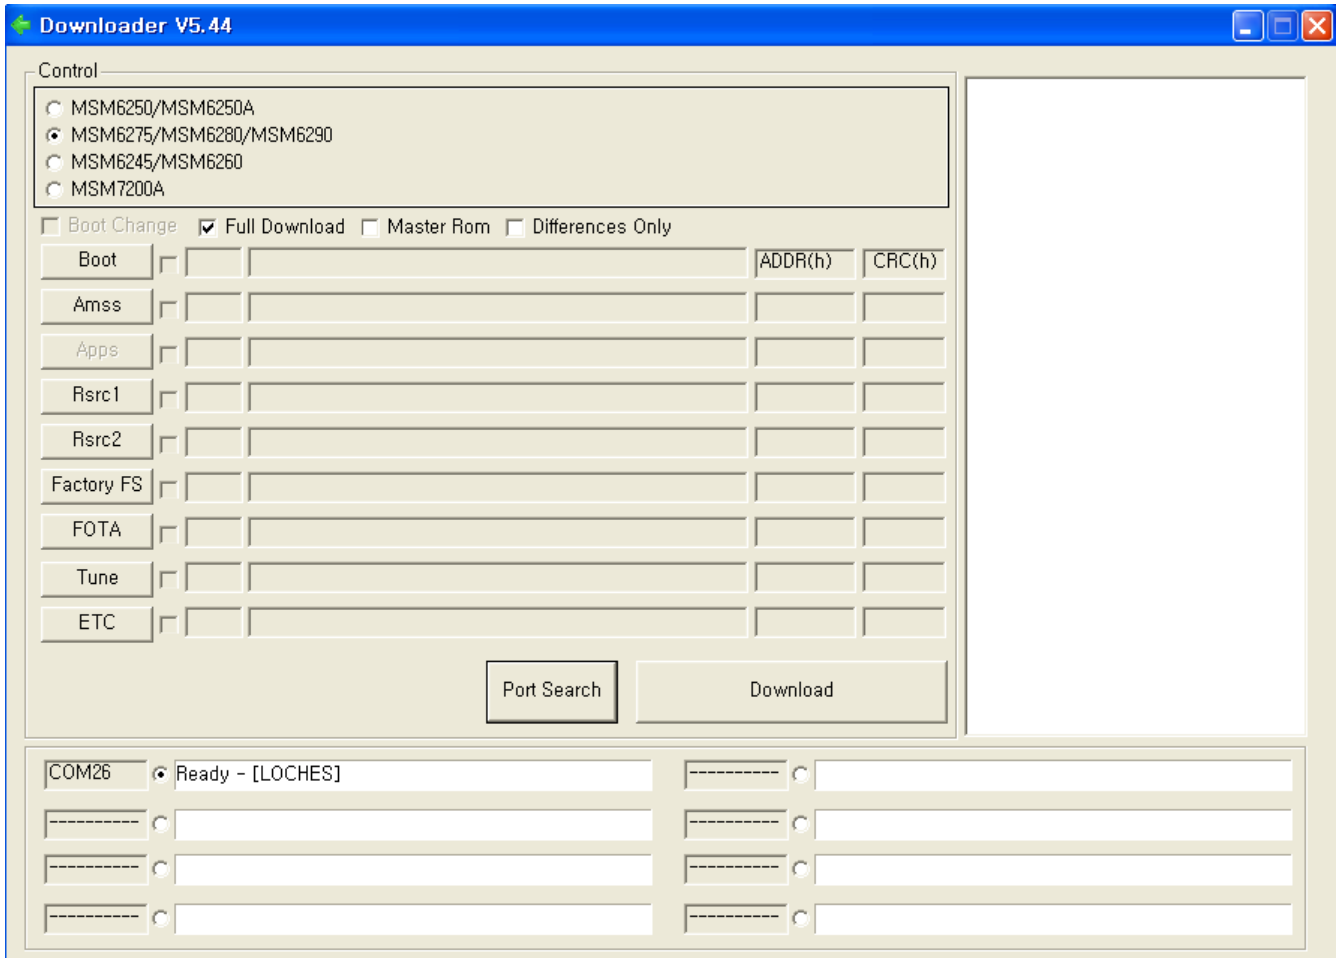 Downloader V5.44
Control
MSM6250/MSM6250A
MSM6275/MSM6280/MSM6290
MSM6245/MSM6260
MSM7200A
Boot Change Full Download Master Rom Differences Only
Boot ADDR(h) CRC(h)
Amss
Apps
Rsrc1
Rsrc2
Factory FS
FOTA
Tune
ETC
Port Search Download
COM26 Ready - [LOCHES] ----------
---------- ----------
---------- ----------
---------- ----------